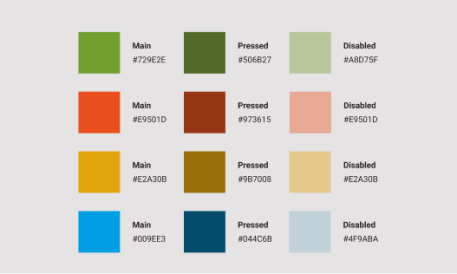 Main
#729E2E
Pressed
#506B27
Disabled
#A8D75F
Main
#E9501D
Pressed
#973615
Disabled
#E9501D
Main
#E2A30B
Pressed
#9B7008
Disabled
#E2A30B
Main
#009EE3
Pressed
#044C6B
Disabled
#4F9ABA